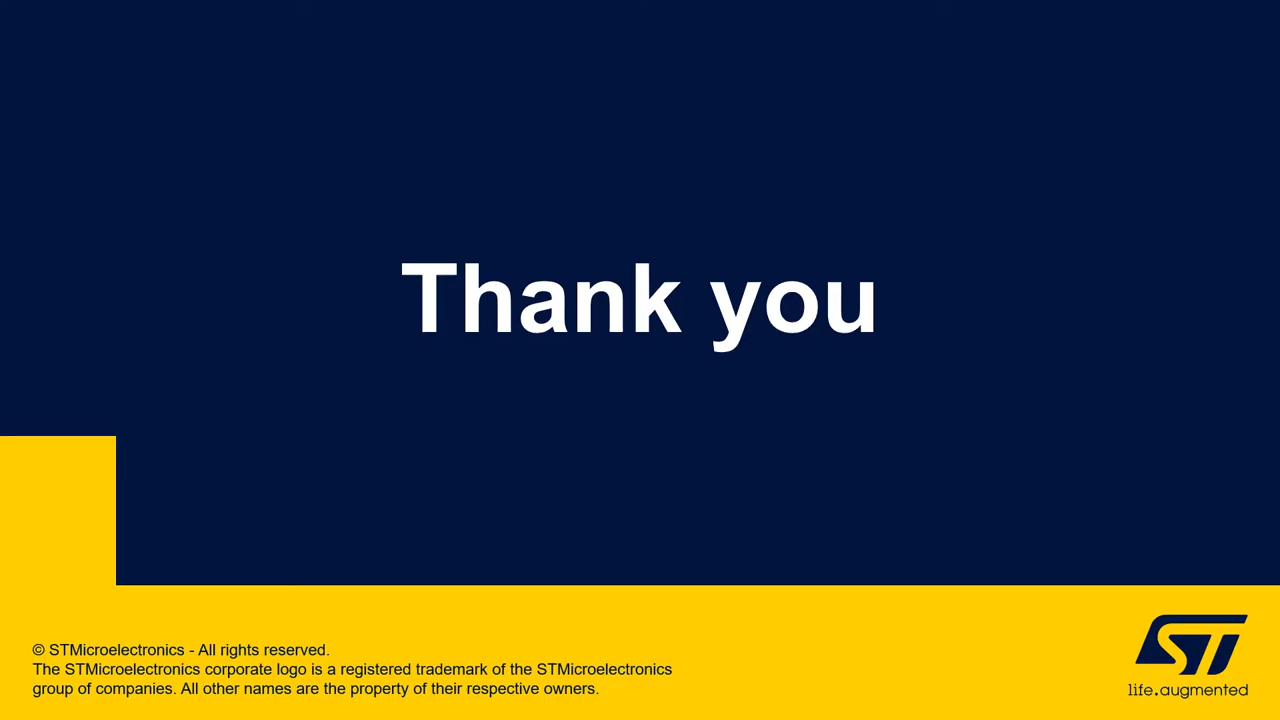 Thank you
© STMicroelectronics - All rights reserved.
The STMicroelectronics corporate logo is a registered trademark of the STMicroelectronics
group of companies. All other names are the property of their respective owners.
ST
life.augmented